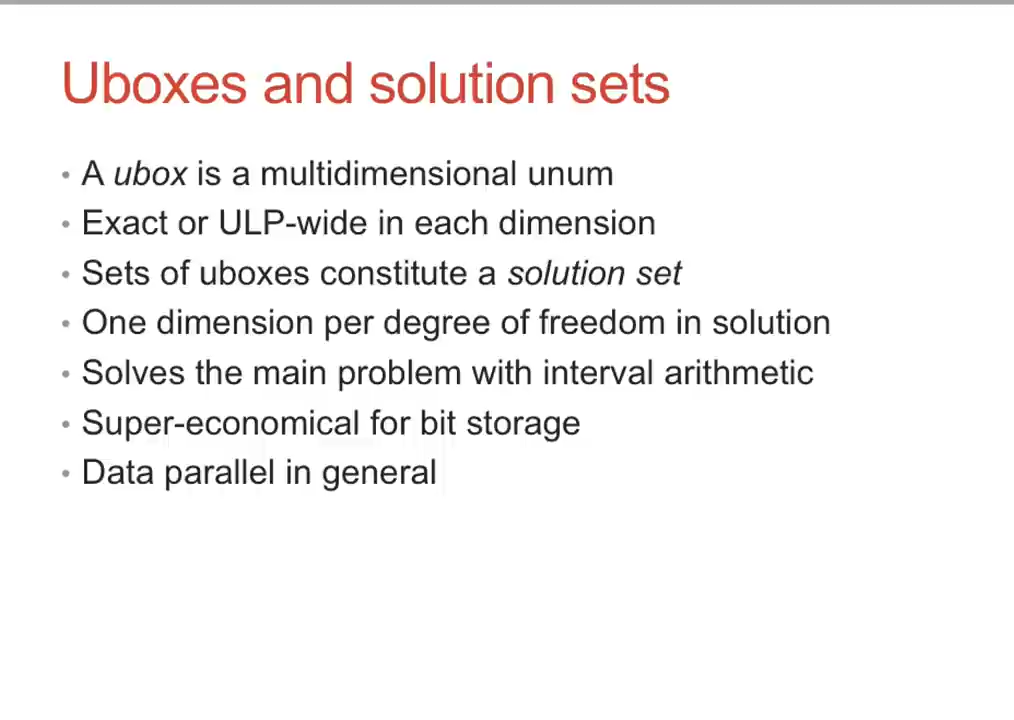 Uboxes and solution sets
• A ubox is a multidimensional unum
• Exact or ULP-wide in each dimension
• Sets of uboxes constitute a solution set
• One dimension per degree of freedom in solution
• Solves the main problem with interval arithmetic
• Super-economical for bit storage
• Data parallel in general